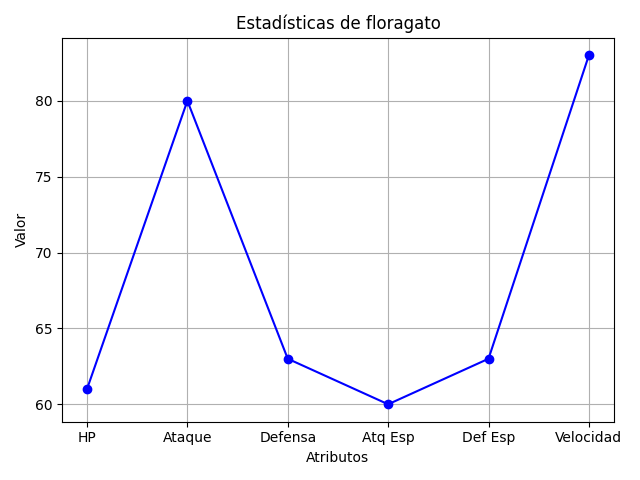 Estadísticas de floragato
Valor
80
75
70
65
60
HP Ataque Defensa Atq Esp Def Esp Velocidad
Atributos